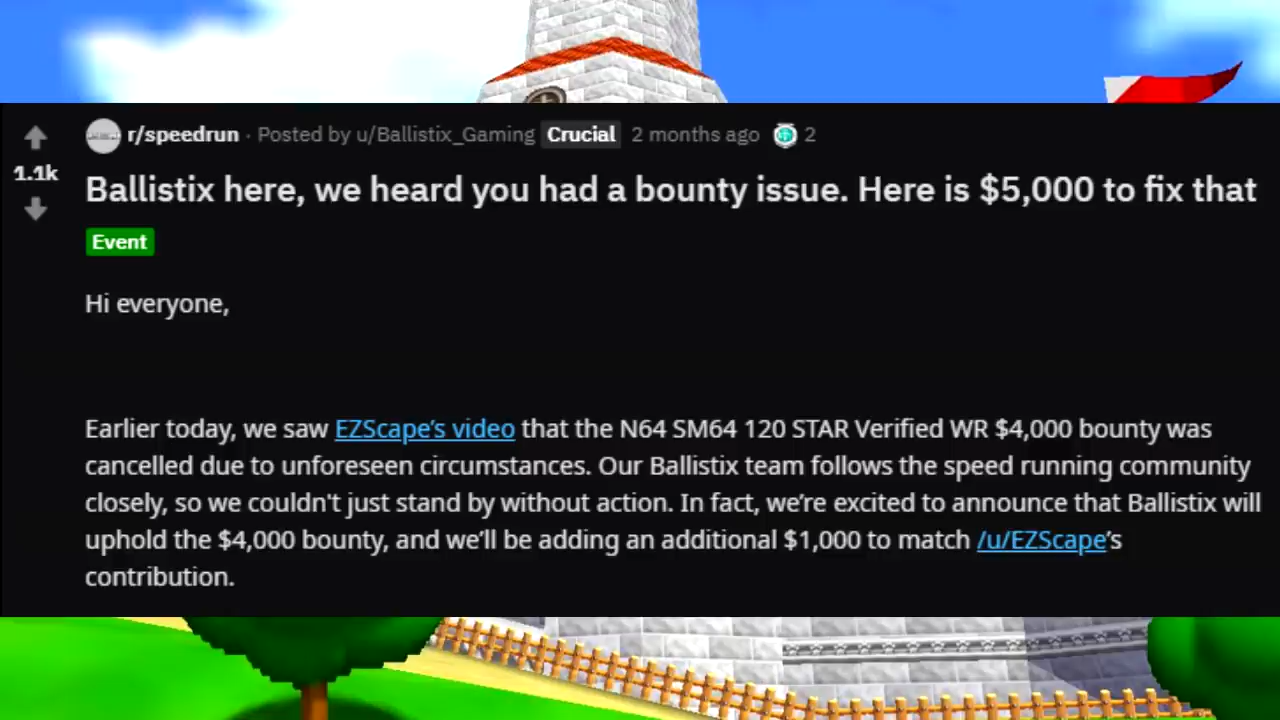 r/speedrun · Posted by u/Ballistix_Gaming Crucial 2 months ago 2
1.1k
Ballistix here, we heard you had a bounty issue. Here is $5,000 to fix that
Event
Hi everyone,
Earlier today, we saw EZScape's video that the N64 SM64 120 STAR Verified WR $4,000 bounty was
cancelled due to unforeseen circumstances. Our Ballistix team follows the speed running community
closely, so we couldn't just stand by without action. In fact, we're excited to announce that Ballistix will
uphold the $4,000 bounty, and we'll be adding an additional $1,000 to match /u/EZScape's
contribution.